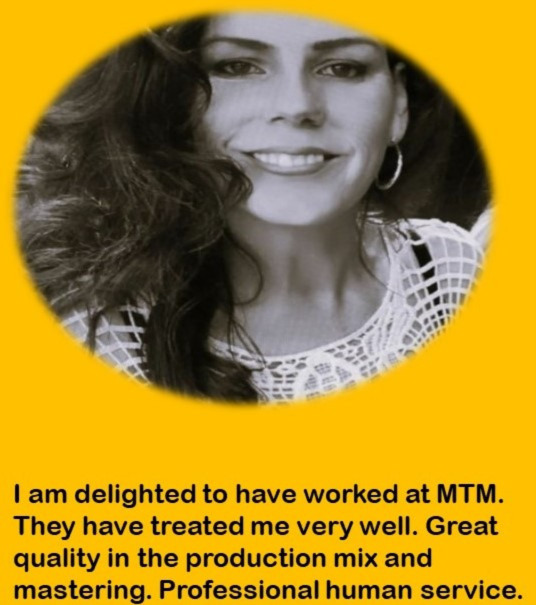 I am delighted to have worked at MTM.
They have treated me very well. Great
quality in the production mix and
mastering. Professional human service.